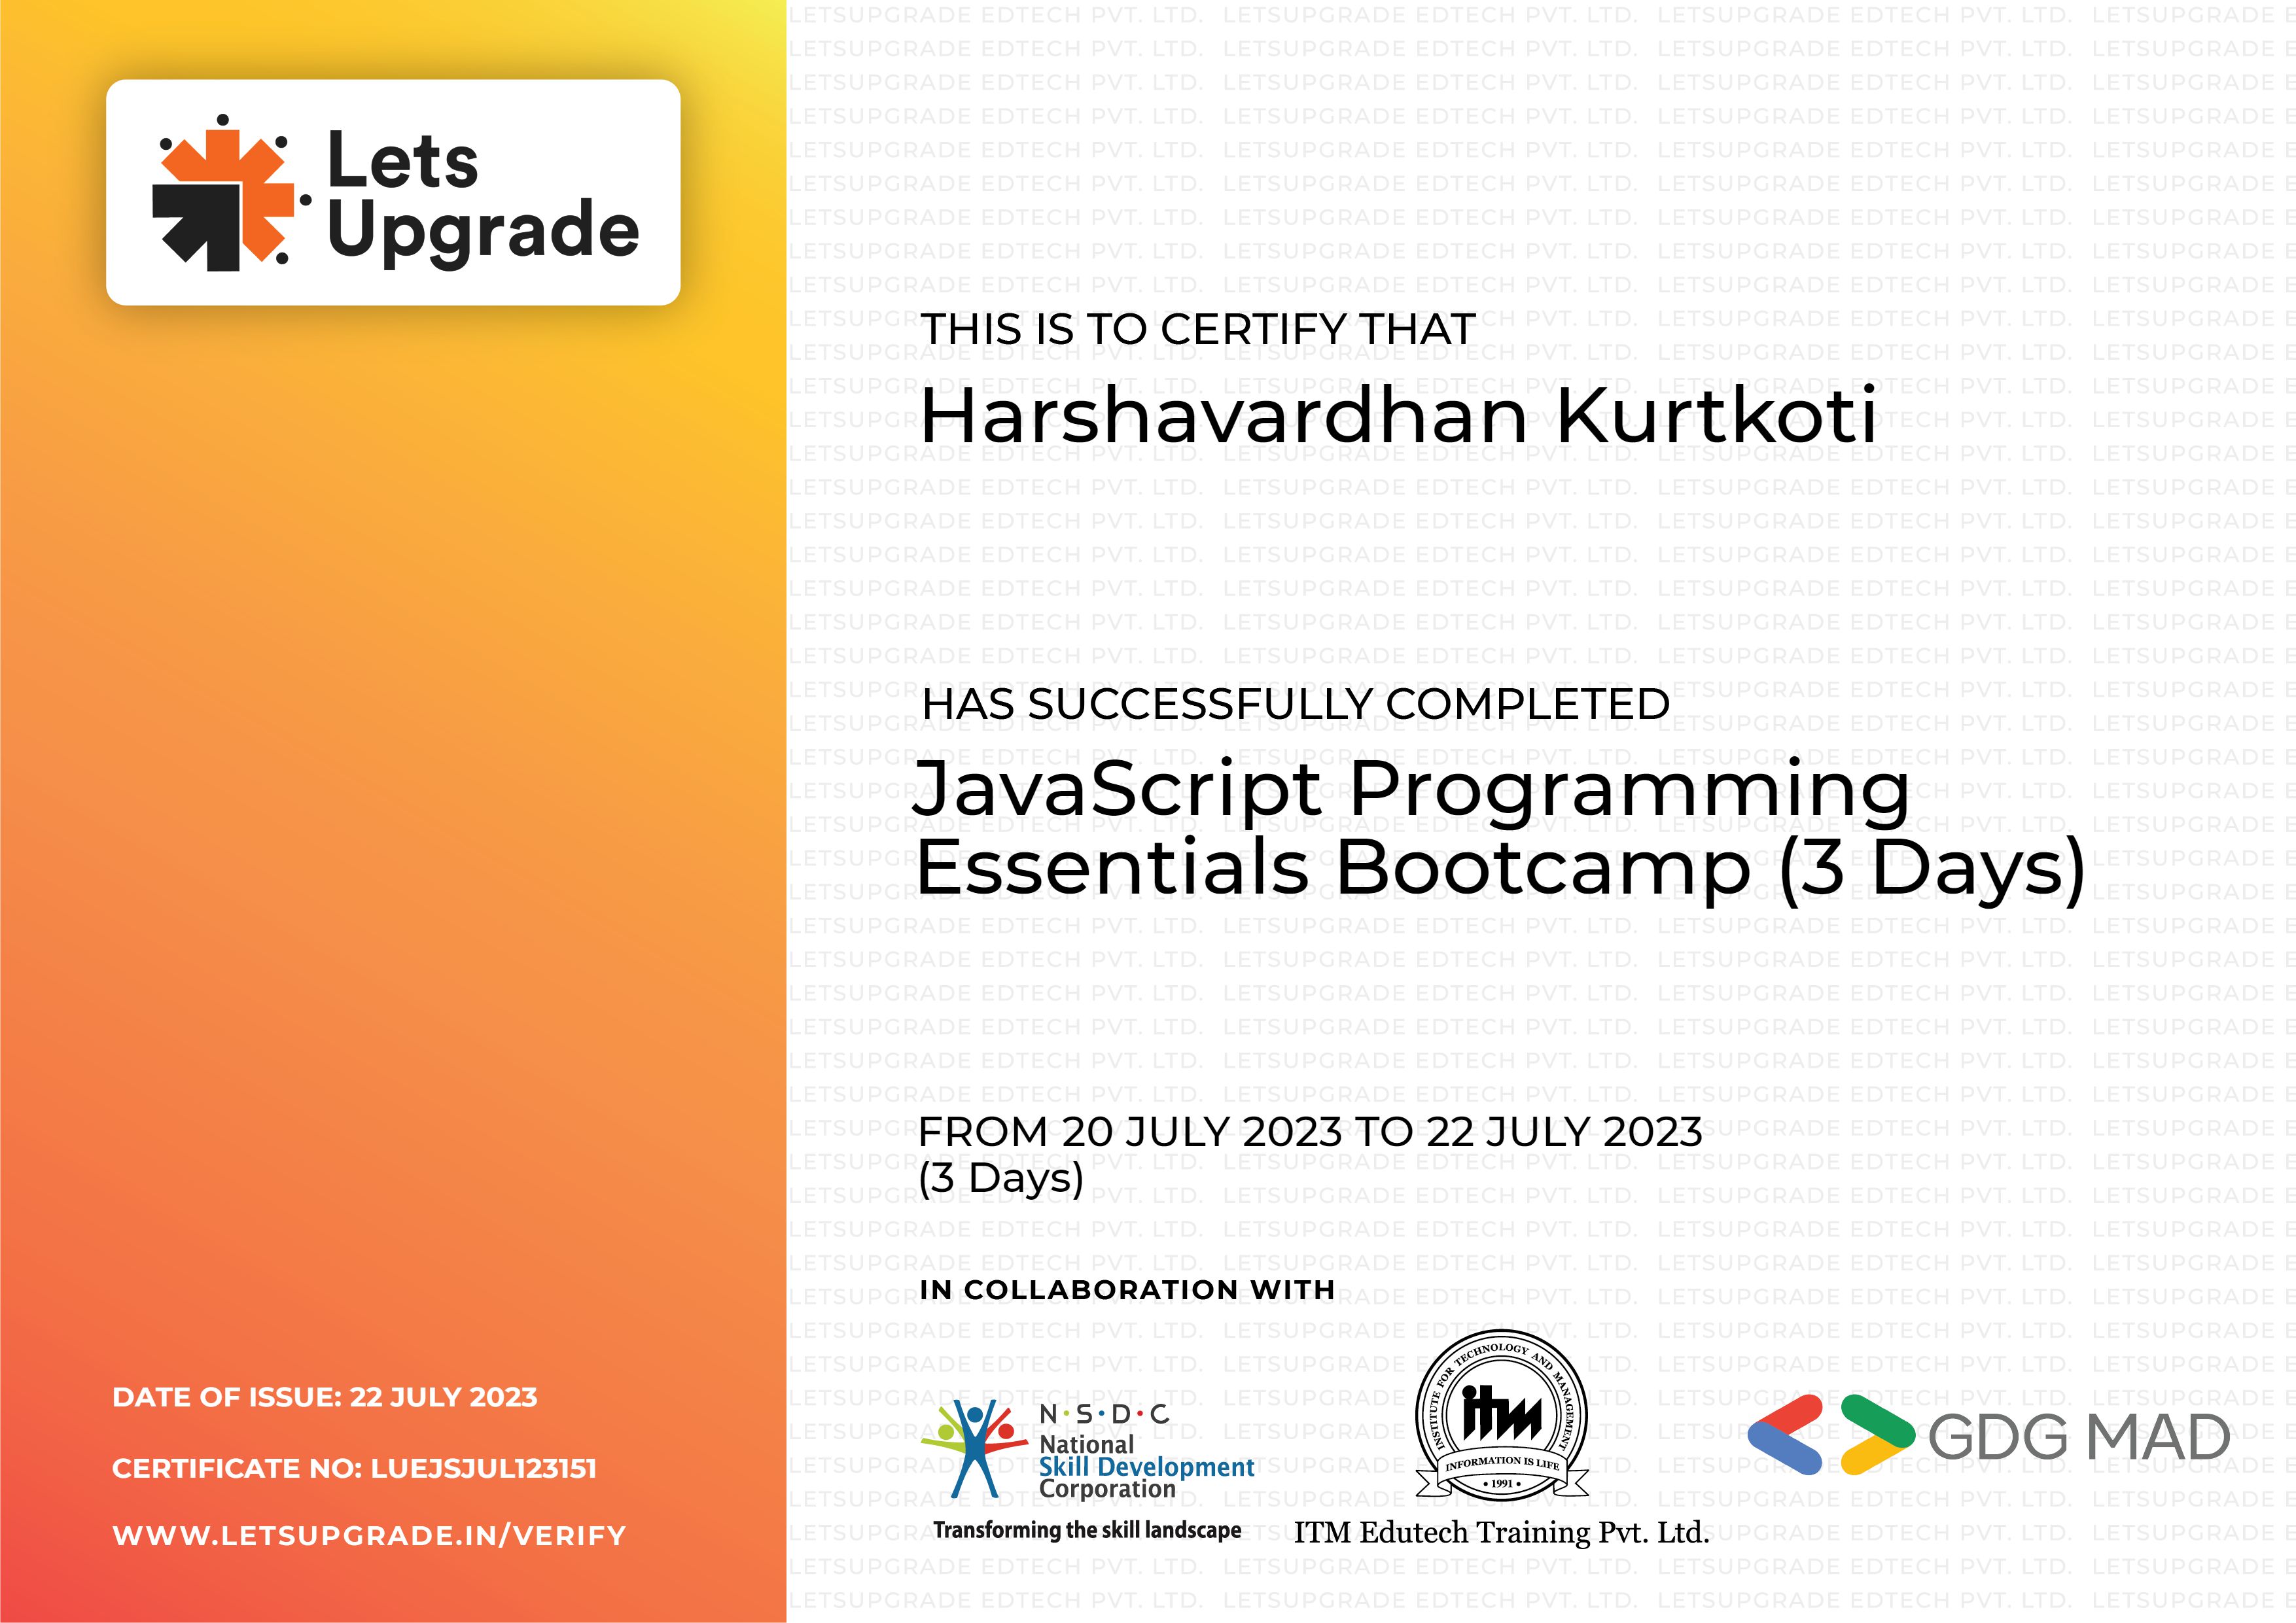 Lets
Upgrade
THIS IS TO CERTIFY THAT
Harshavardhan Kurtkoti
HAS SUCCESSFULLY COMPLETED
JavaScript Programming
Essentials Bootcamp (3 Days)
FROM 20 JULY 2023 TO 22 JULY 2023
(3 Days)
IN COLLABORATION WITH
N·S·D·C
National
Skill Development
Corporation
Transforming the skill landscape
INSTITUTE FOR TECHNOLOGY AND MANAGEMENT
itm
INFORMATION IS LIFE
• 1991 •
ITM Edutech Training Pvt. Ltd.
GDG MAD
DATE OF ISSUE: 22 JULY 2023
CERTIFICATE NO: LUEJSJUL123151
WWW.LETSUPGRADE.IN/VERIFY
LETSUPGRADE EDTECH PVT. LTD.